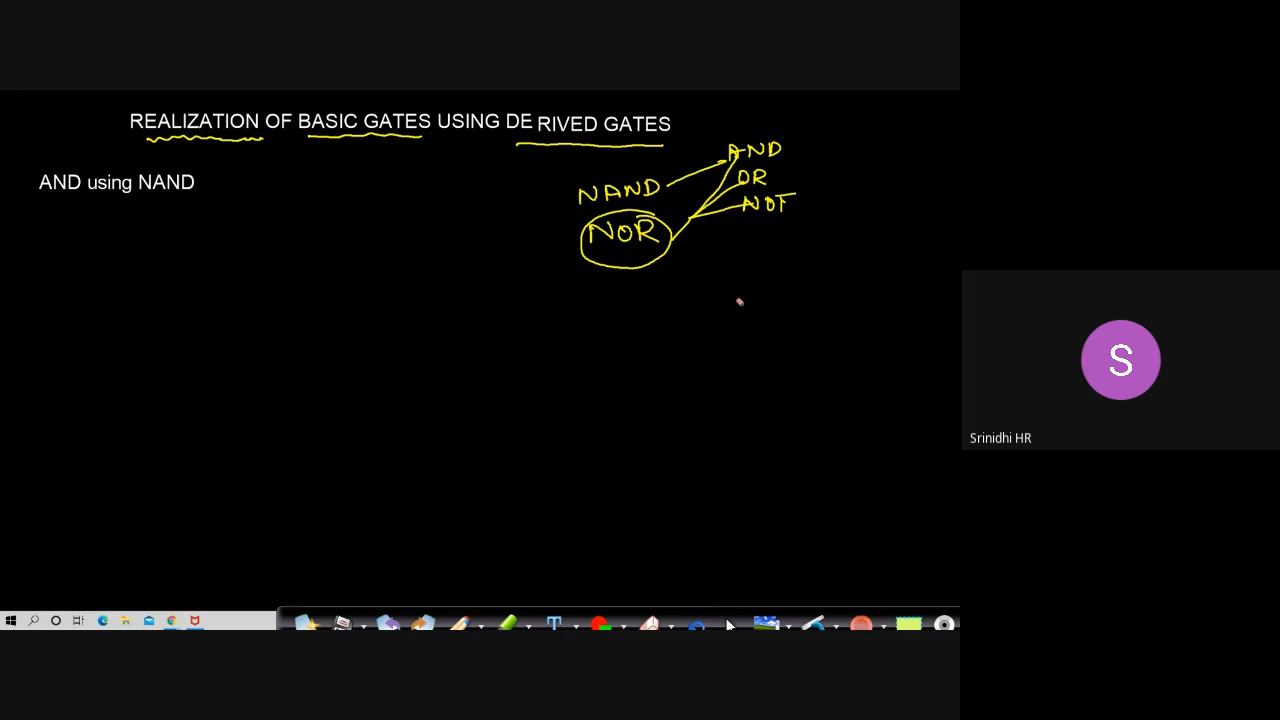 REALIZATION OF BASIC GATES USING DE RIVED GATES
AND using NAND
NAND
NOR
AND
OR
NOT
S
Srinidhi HR